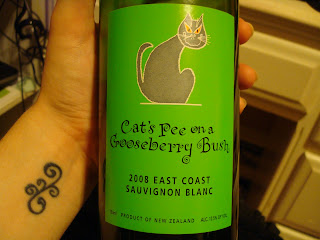 Cat's Pee on a
Gooseberry Bush
2008 EAST COAST
SAUVIGNON BLANC
PRODUCT OF NEW ZEALAND